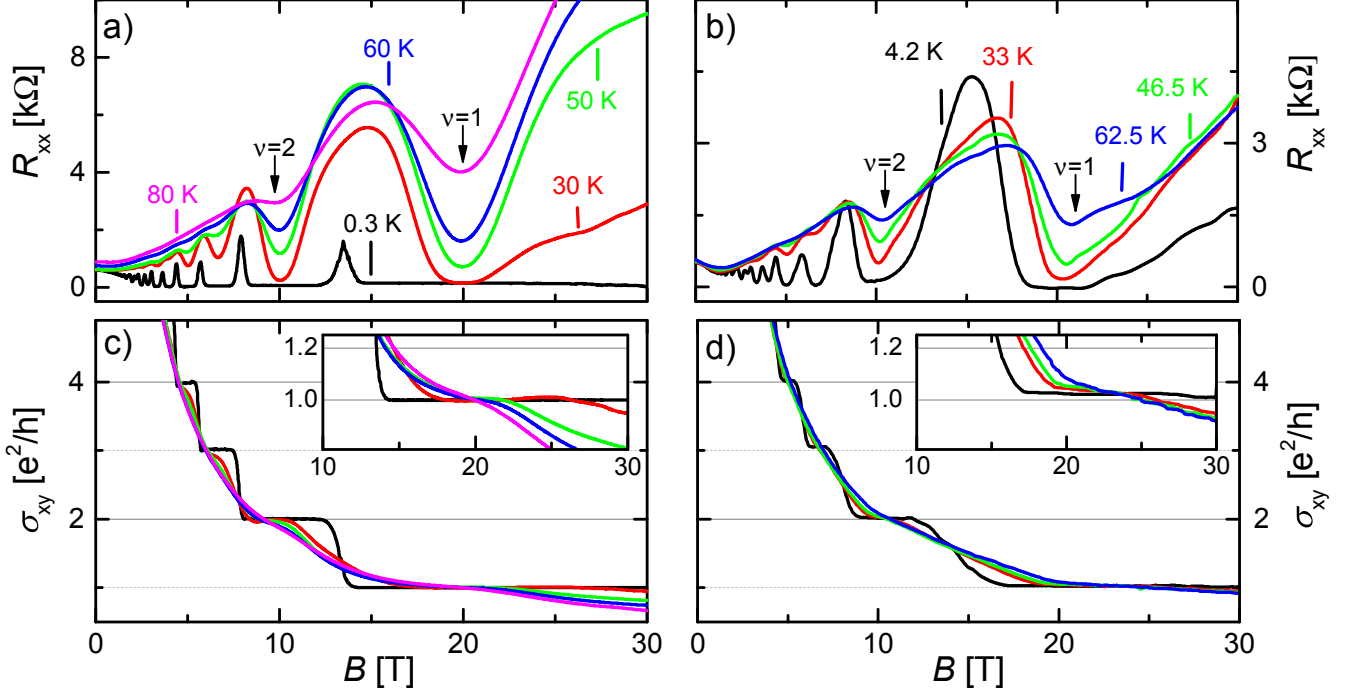 a)
8
4
0
R_xx [kΩ]
60 K
50 K
ν=2
ν=1
80 K
30 K
0.3 K
b)
4.2 K
33 K
46.5 K
62.5 K
ν=2
ν=1
3
0
R_xx [kΩ]
c)
4
2
σ_xy [e²/h]
1.2
1.0
10 20 30
0 10 20 30
B [T]
d)
1.2
1.0
10 20 30
4
2
σ_xy [e²/h]
0 10 20 30
B [T]